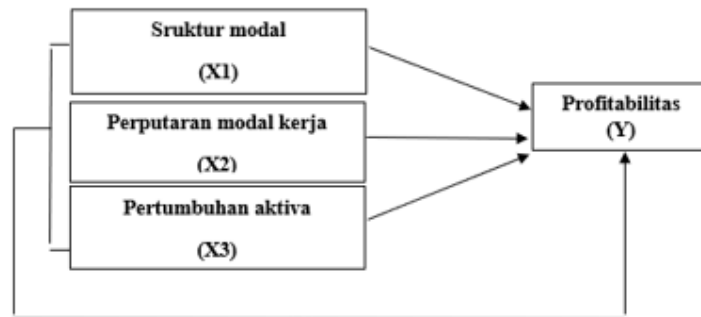 Sruktur modal
(X1)
Perputaran modal kerja
(X2)
Pertumbuhan aktiva
(X3)
Profitabilitas
(Y)